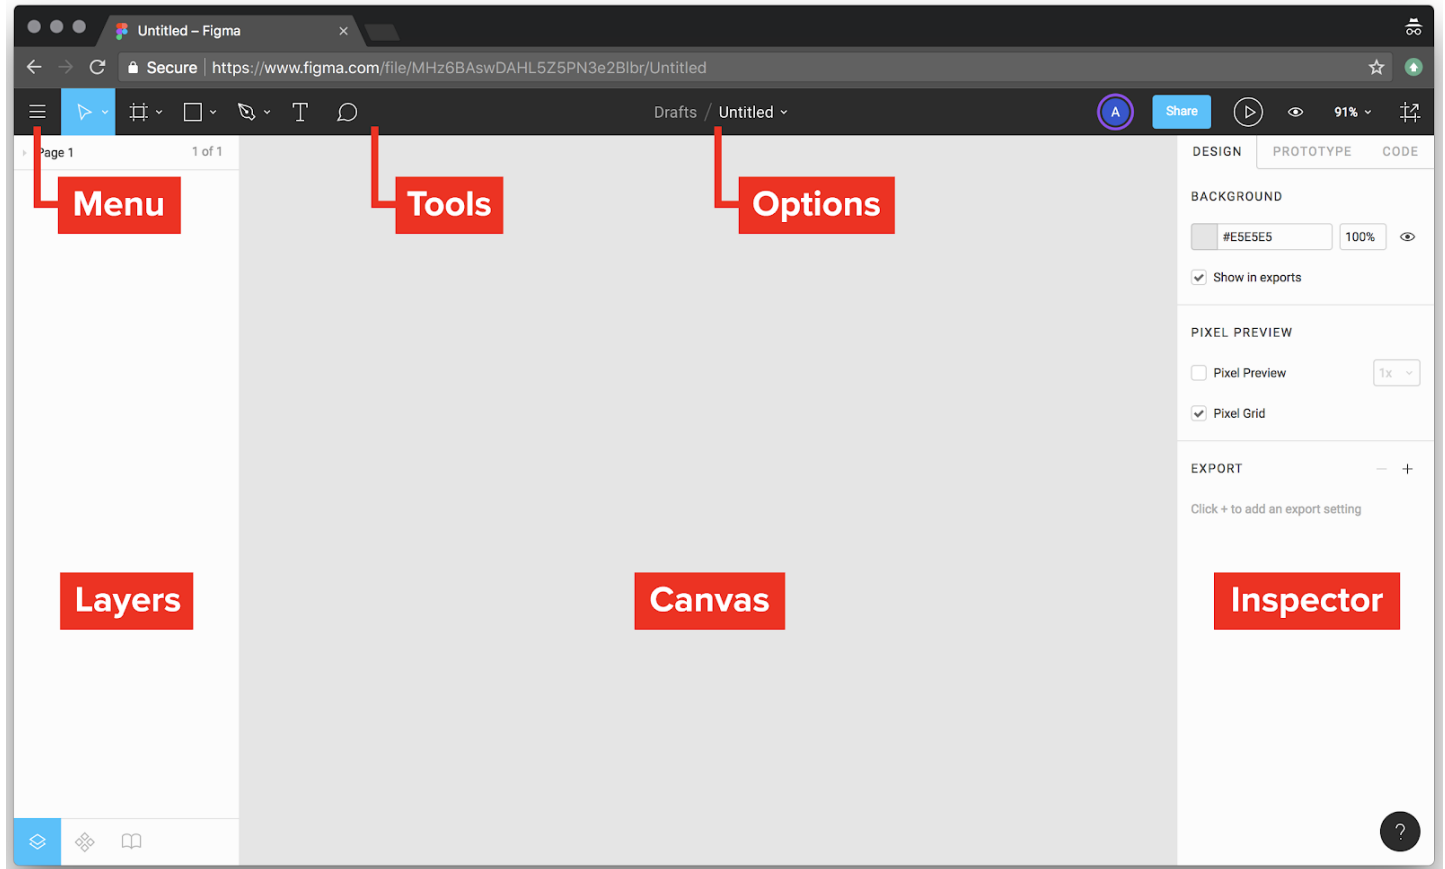 Untitled – Figma
Secure https://www.figma.com/file/MHz6BAswDAHL5Z5PN3e2Blbr/Untitled
T
Drafts / Untitled
A
Share
91%
Page 1
1 of 1
Menu
Tools
Options
DESIGN PROTOTYPE CODE
BACKGROUND
#E5E5E5 100%
Show in exports
PIXEL PREVIEW
Pixel Preview 1x
Pixel Grid
EXPORT
Click + to add an export setting
Layers
Canvas
Inspector
?